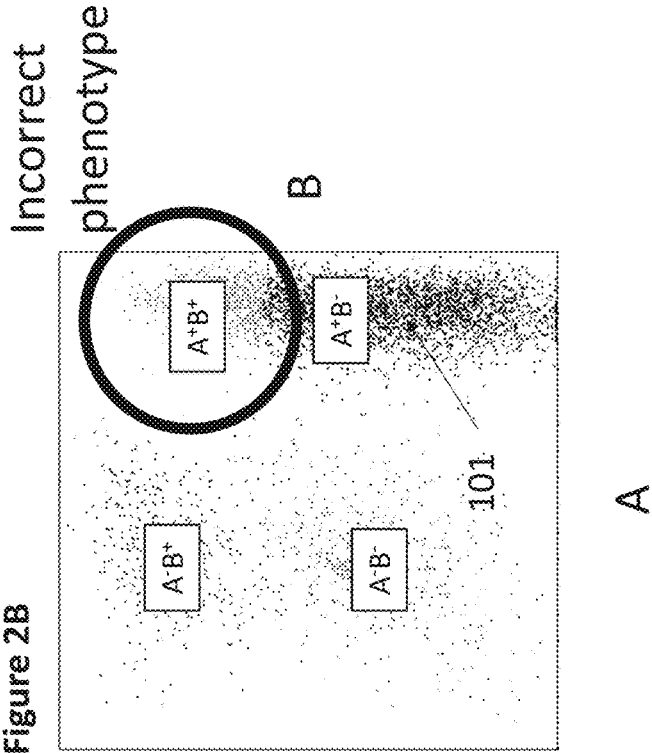 Figure 2B
Incorrect
phenotype
A⁻B⁺
A⁺B⁺
A⁻B⁻
A⁺B⁻
101
B
A